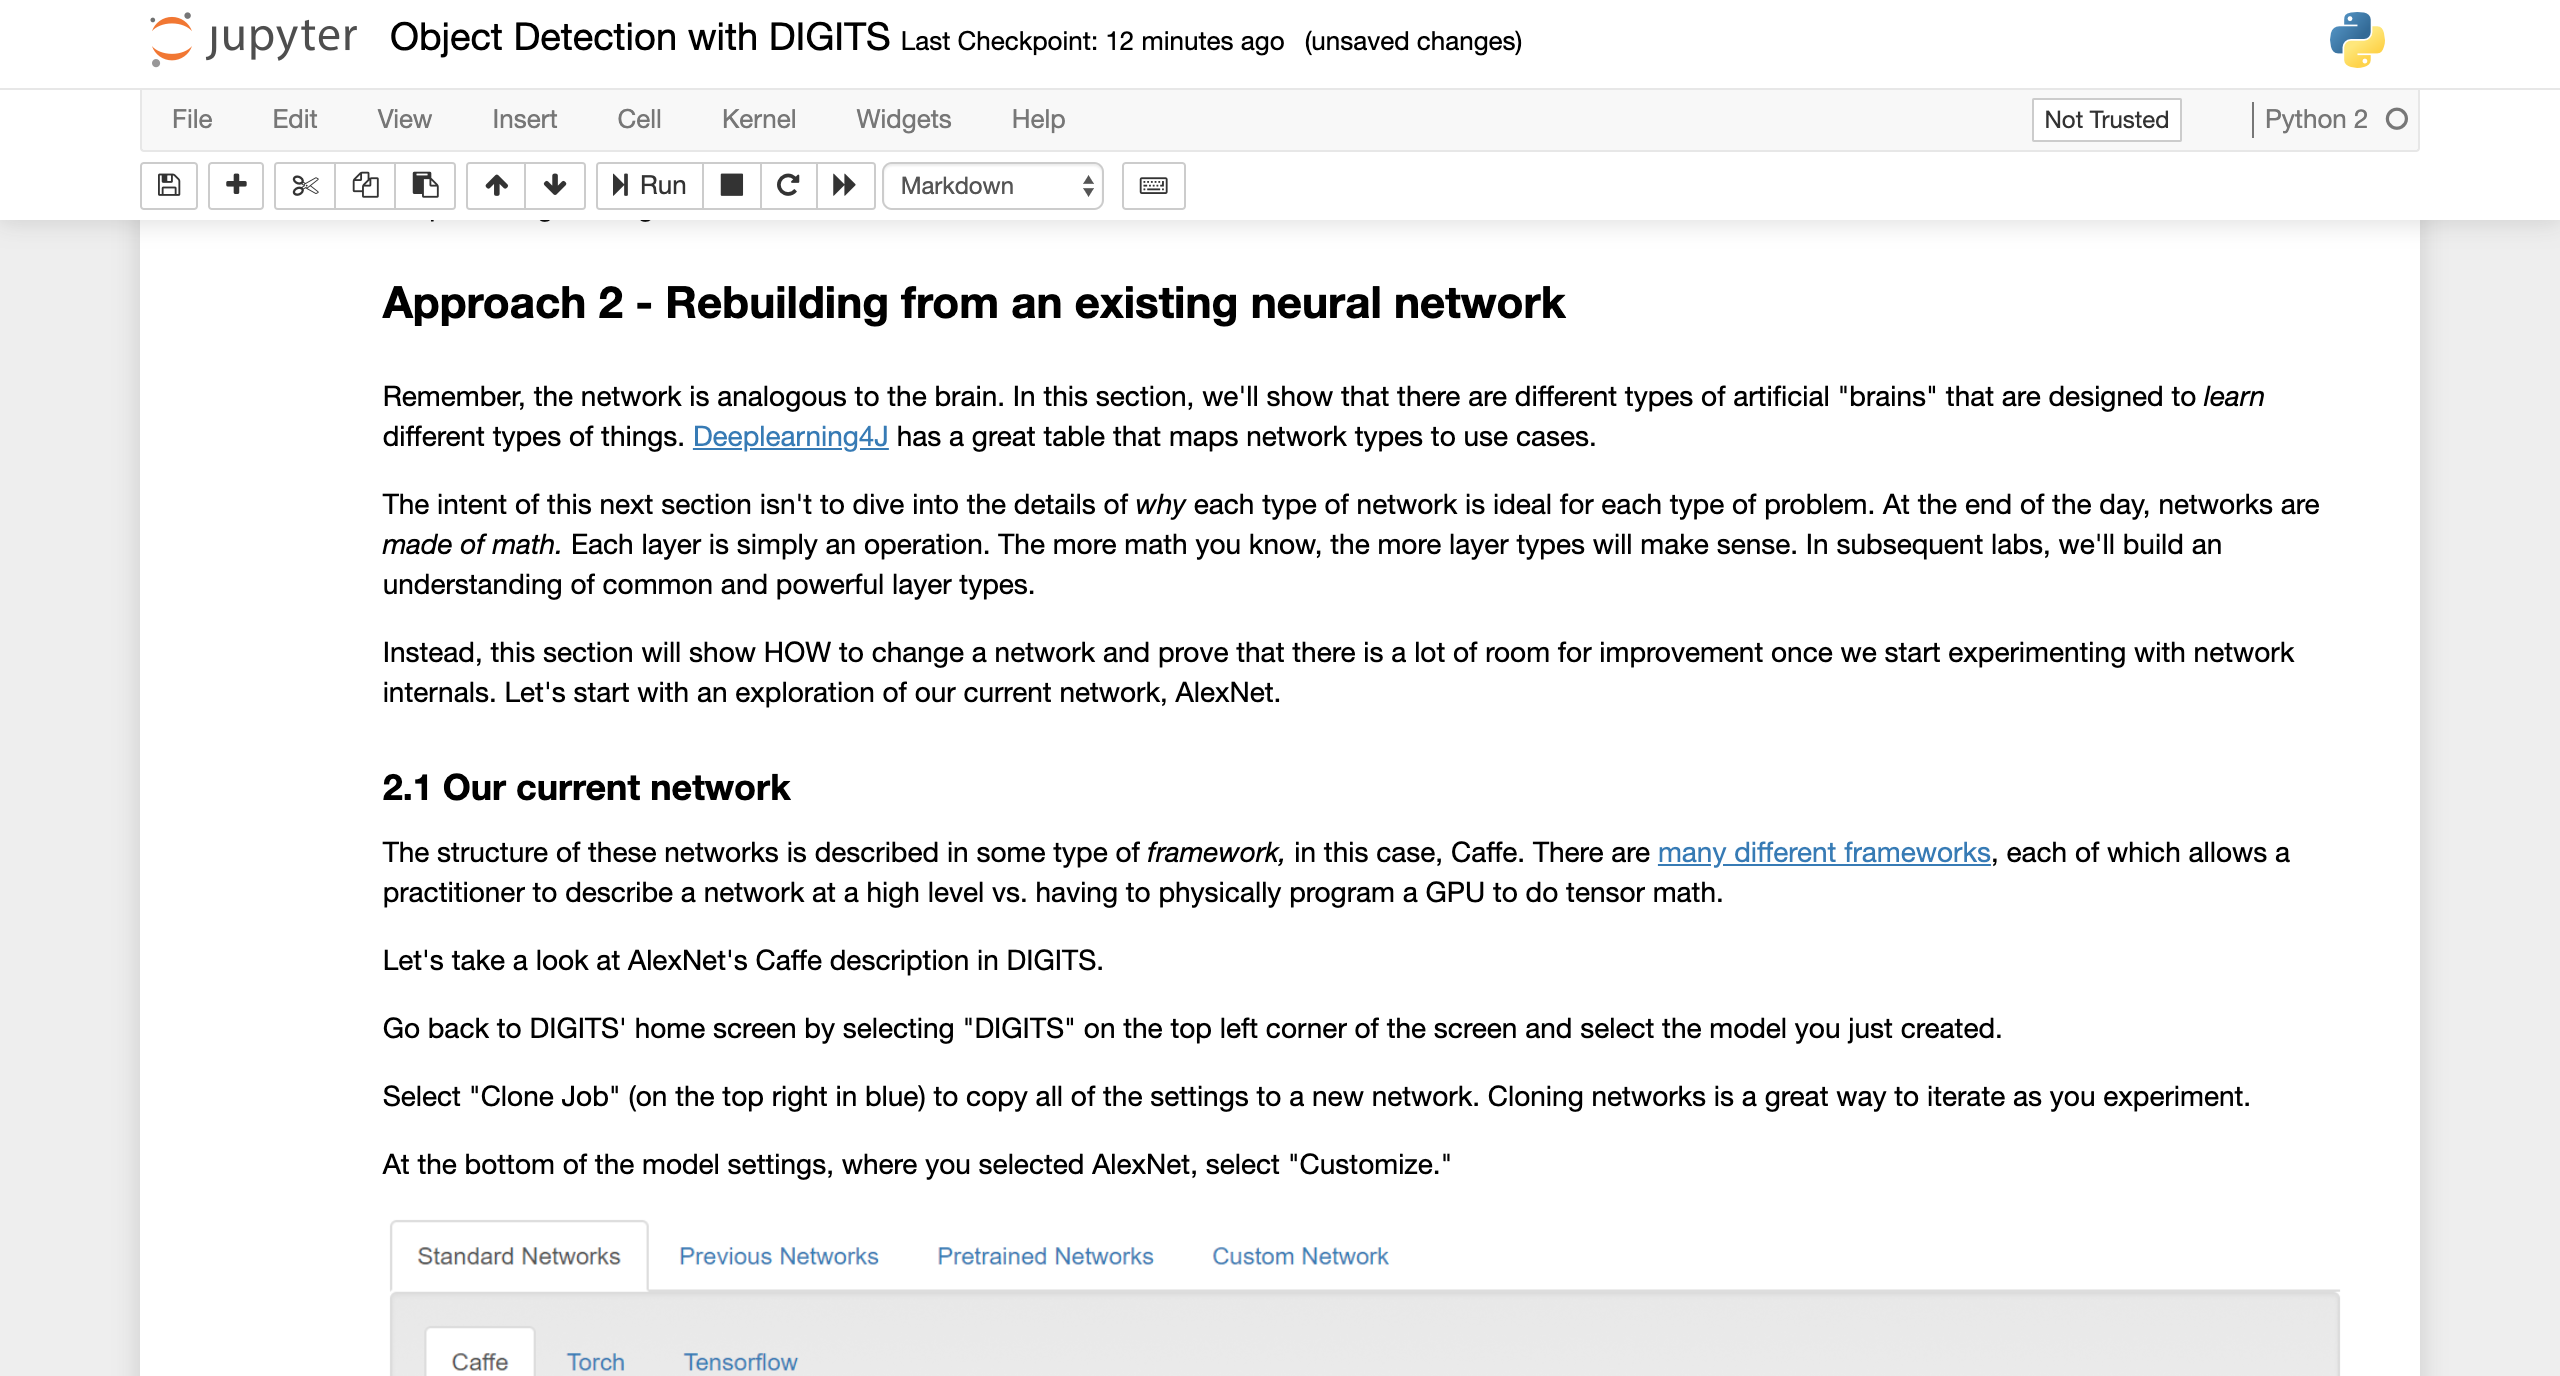 jupyter Object Detection with DIGITS Last Checkpoint: 12 minutes ago (unsaved changes)
File Edit View Insert Cell Kernel Widgets Help Not Trusted Python 2
Run Markdown
Approach 2 - Rebuilding from an existing neural network
Remember, the network is analogous to the brain. In this section, we'll show that there are different types of artificial "brains" that are designed to learn
different types of things. Deeplearning4J has a great table that maps network types to use cases.
The intent of this next section isn't to dive into the details of why each type of network is ideal for each type of problem. At the end of the day, networks are
made of math. Each layer is simply an operation. The more math you know, the more layer types will make sense. In subsequent labs, we'll build an
understanding of common and powerful layer types.
Instead, this section will show HOW to change a network and prove that there is a lot of room for improvement once we start experimenting with network
internals. Let's start with an exploration of our current network, AlexNet.
2.1 Our current network
The structure of these networks is described in some type of framework, in this case, Caffe. There are many different frameworks, each of which allows a
practitioner to describe a network at a high level vs. having to physically program a GPU to do tensor math.
Let's take a look at AlexNet's Caffe description in DIGITS.
Go back to DIGITS' home screen by selecting "DIGITS" on the top left corner of the screen and select the model you just created.
Select "Clone Job" (on the top right in blue) to copy all of the settings to a new network. Cloning networks is a great way to iterate as you experiment.
At the bottom of the model settings, where you selected AlexNet, select "Customize."
Standard Networks Previous Networks Pretrained Networks Custom Network
Caffe Torch Tensorflow